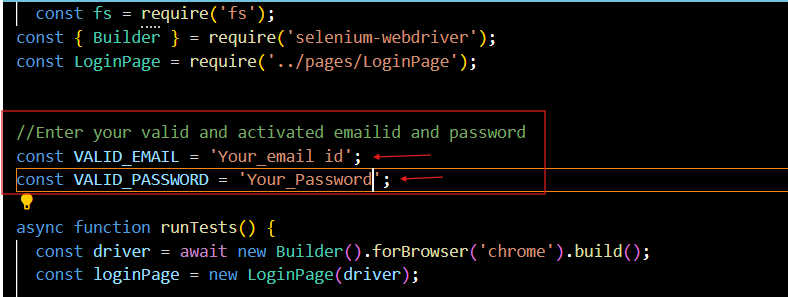 const fs = require('fs');
const { Builder } = require('selenium-webdriver');
const LoginPage = require('../pages/LoginPage');
//Enter your valid and activated emailid and password
const VALID_EMAIL = 'Your_email id';
const VALID_PASSWORD = 'Your_Password';
async function runTests() {
const driver = await new Builder().forBrowser('chrome').build();
const loginPage = new LoginPage(driver);